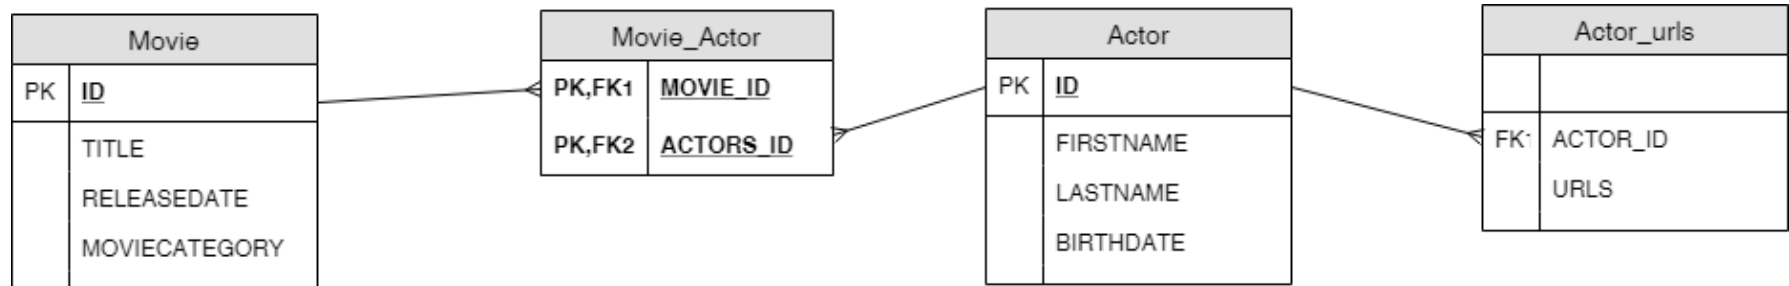 Movie
PK ID
TITLE
RELEASEDATE
MOVIECATEGORY
Movie_Actor
PK,FK1 MOVIE_ID
PK,FK2 ACTORS_ID
Actor
PK ID
FIRSTNAME
LASTNAME
BIRTHDATE
Actor_urls
FK1 ACTOR_ID
URLS